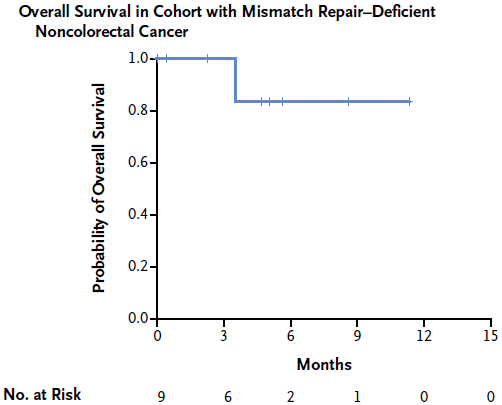 Overall Survival in Cohort with Mismatch Repair–Deficient
Noncolorectal Cancer
Probability of Overall Survival
1.0
0.8
0.6
0.4
0.2
0.0
0 3 6 9 12 15
Months
No. at Risk 9 6 2 1 0 0